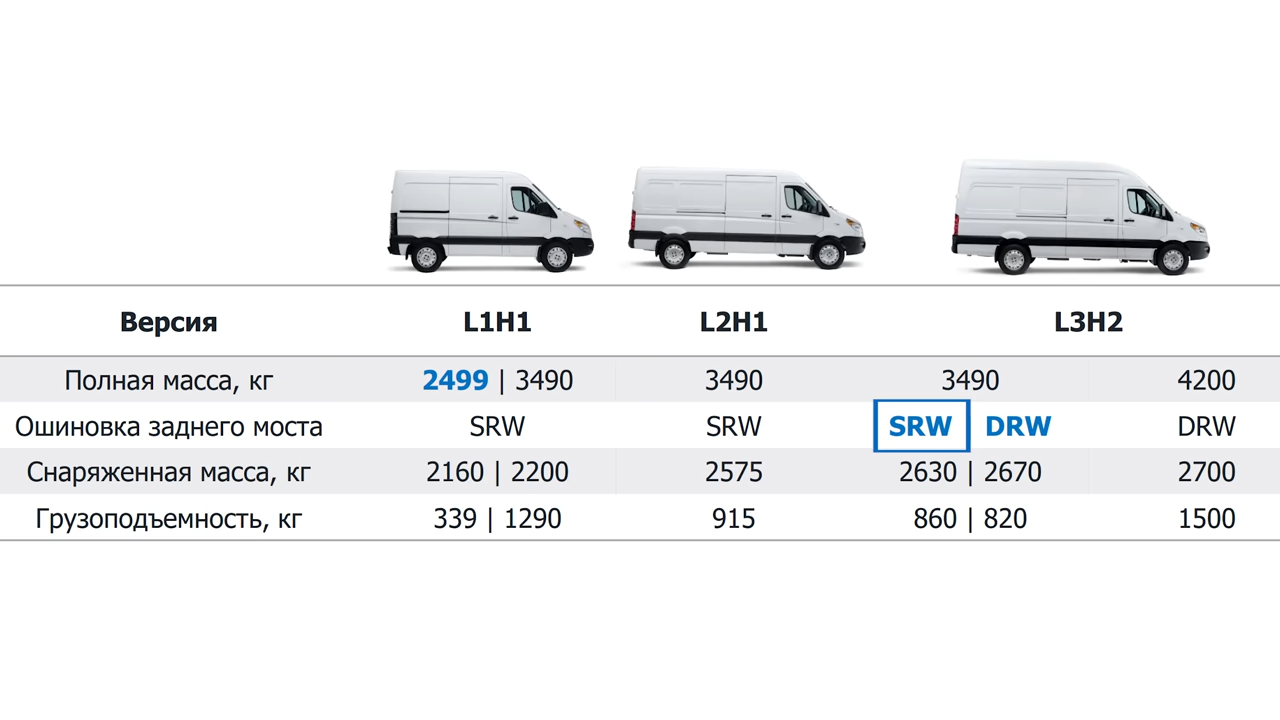 Версия L1H1 L2H1 L3H2
Полная масса, кг 2499 | 3490 3490 3490 4200
Ошиновка заднего моста SRW SRW SRW DRW DRW
Снаряженная масса, кг 2160 | 2200 2575 2630 | 2670 2700
Грузоподъемность, кг 339 | 1290 915 860 | 820 1500